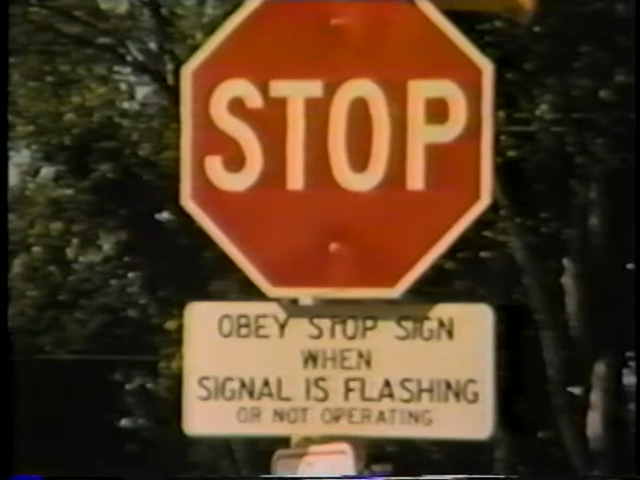 STOP
OBEY STOP SIGN
WHEN
SIGNAL IS FLASHING
OR NOT OPERATING